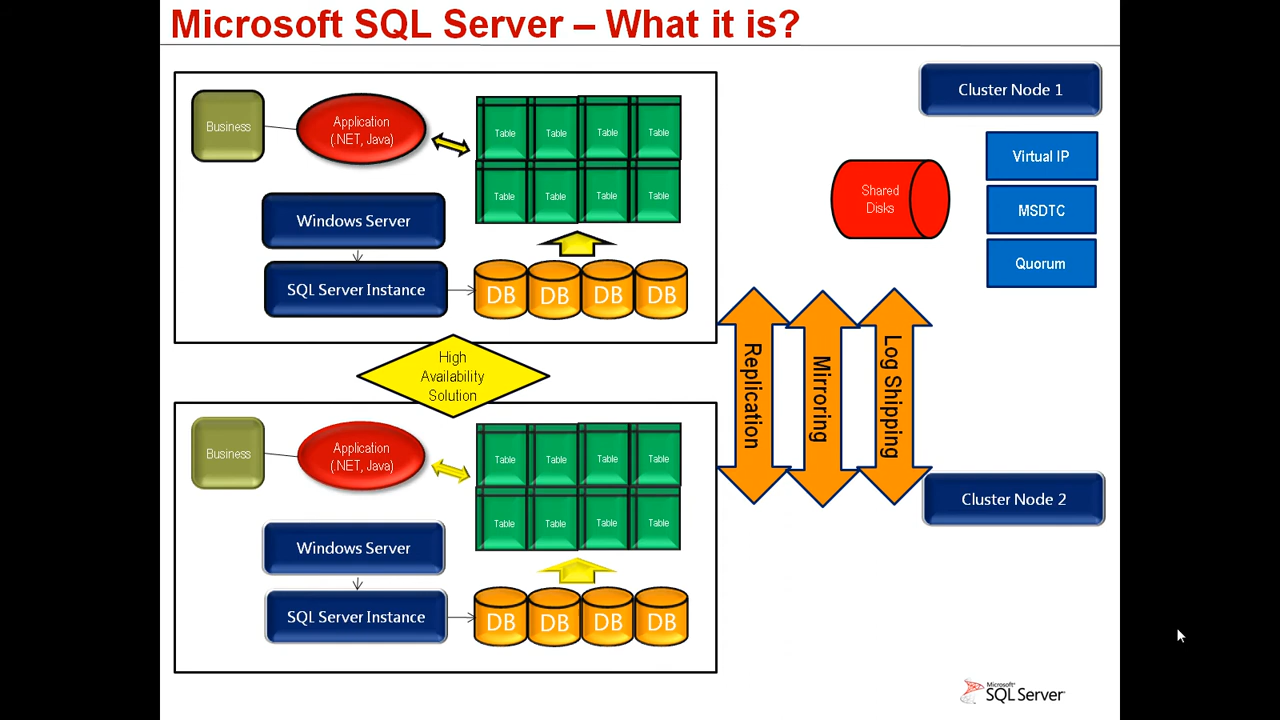 Microsoft SQL Server – What it is?
Business
Application
(.NET, Java)
Table Table Table Table
Table Table Table Table
Windows Server
SQL Server Instance
DB DB DB DB
High
Availability
Solution
Business
Application
(.NET, Java)
Table Table Table Table
Table Table Table Table
Windows Server
SQL Server Instance
DB DB DB DB
Cluster Node 1
Virtual IP
Shared
Disks
MSDTC
Quorum
Replication
Mirroring
Log Shipping
Cluster Node 2
Microsoft
SQL Server